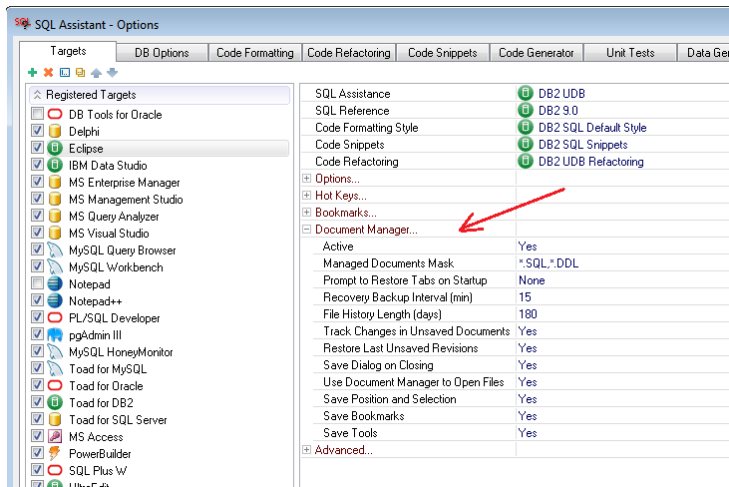 SQL Assistant - Options
Targets DB Options Code Formatting Code Refactoring Code Snippets Code Generator Unit Tests Data Ger
Registered Targets
DB Tools for Oracle
Delphi
Eclipse
IBM Data Studio
MS Enterprise Manager
MS Management Studio
MS Query Analyzer
MS Visual Studio
MySQL Query Browser
MySQL Workbench
Notepad
Notepad++
PL/SQL Developer
pgAdmin III
MySQL HoneyMonitor
Toad for MySQL
Toad for Oracle
Toad for DB2
Toad for SQL Server
MS Access
PowerBuilder
SQL Plus W
UltraEdit
SQL Assistance DB2 UDB
SQL Reference DB2 9.0
Code Formatting Style DB2 SQL Default Style
Code Snippets DB2 SQL Snippets
Code Refactoring DB2 UDB Refactoring
Options...
Hot Keys...
Bookmarks...
Document Manager...
Active Yes
Managed Documents Mask *.SQL,*.DDL
Prompt to Restore Tabs on Startup None
Recovery Backup Interval (min) 15
File History Length (days) 180
Track Changes in Unsaved Documents Yes
Restore Last Unsaved Revisions Yes
Save Dialog on Closing Yes
Use Document Manager to Open Files Yes
Save Position and Selection Yes
Save Bookmarks Yes
Save Tools Yes
Advanced...